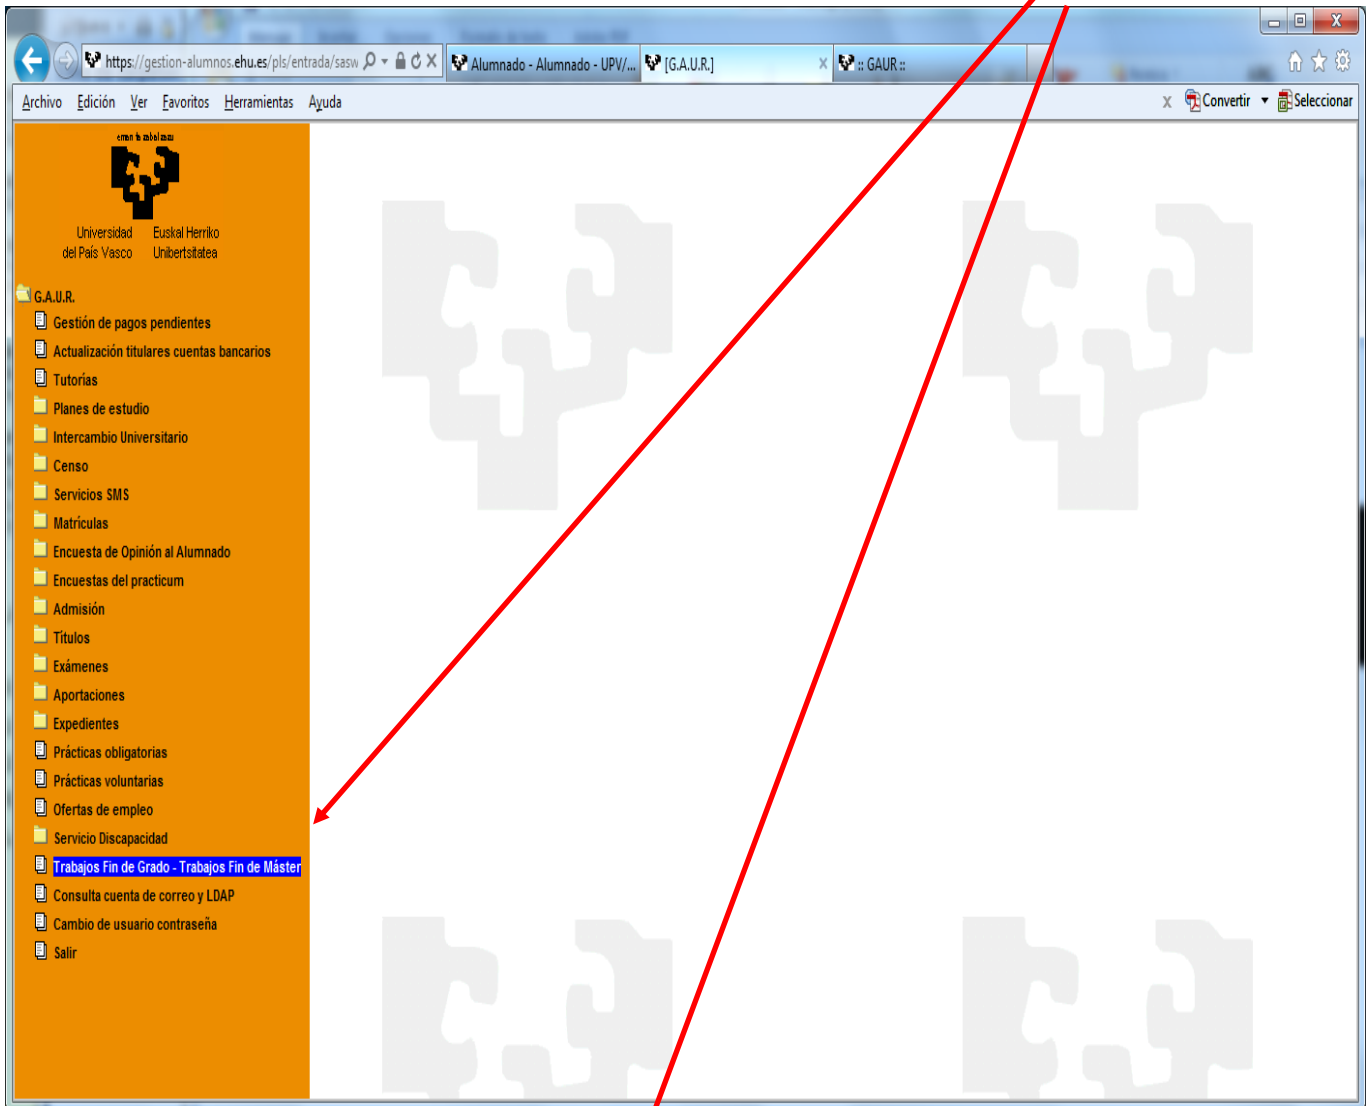 https://gestion-alumnos.ehu.es/pls/entrada/sasw
Alumnado - Alumnado - UPV/...
[G.A.U.R.]
:: GAUR ::
Archivo Edición Ver Favoritos Herramientas Ayuda
x Convertir Seleccionar
Universidad Euskal Herriko
del País Vasco Unibertsitatea
G.A.U.R.
Gestión de pagos pendientes
Actualización titulares cuentas bancarios
Tutorías
Planes de estudio
Intercambio Universitario
Censo
Servicios SMS
Matrículas
Encuesta de Opinión al Alumnado
Encuestas del practicum
Admisión
Títulos
Exámenes
Aportaciones
Expedientes
Prácticas obligatorias
Prácticas voluntarias
Ofertas de empleo
Servicio Discapacidad
Trabajos Fin de Grado - Trabajos Fin de Máster
Consulta cuenta de correo y LDAP
Cambio de usuario contraseña
Salir